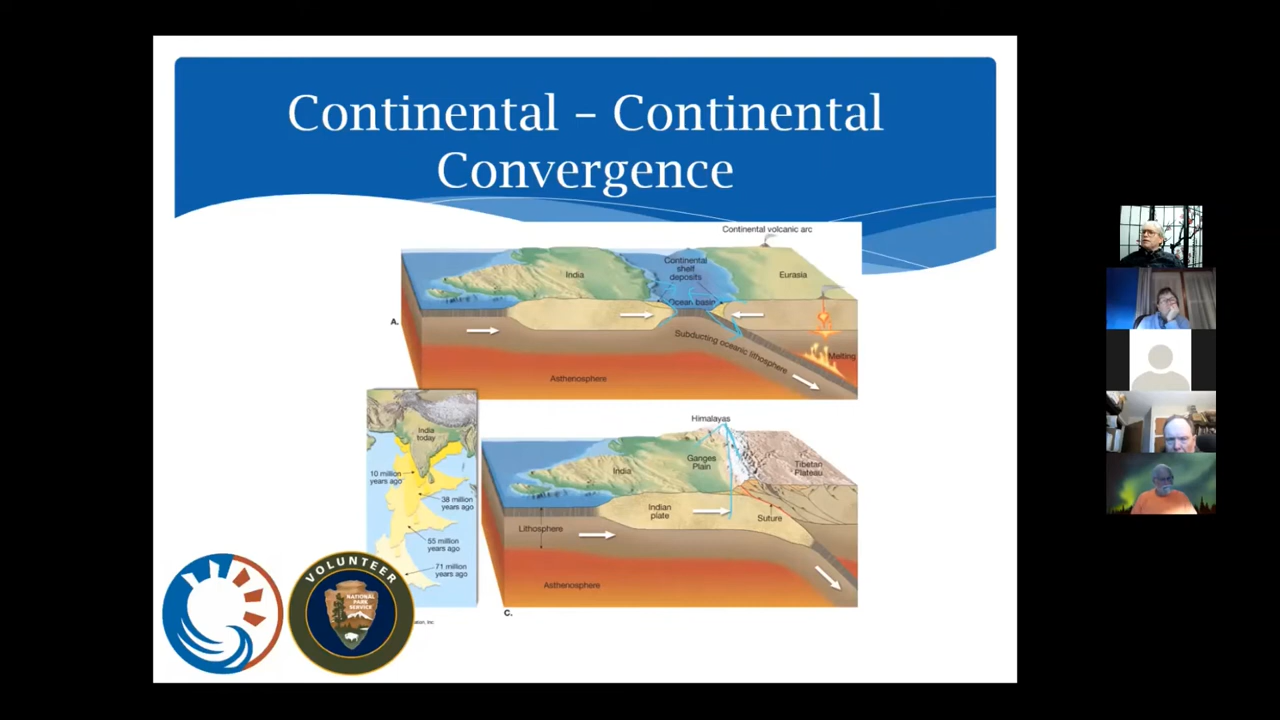 Continental – Continental
Convergence
Continental volcanic arc
India
Continental
shelf
deposits
Eurasia
Ocean basin
A.
Subducting oceanic lithosphere
Melting
Asthenosphere
Himalayas
India
today
10 million
years ago
38 million
years ago
55 million
years ago
71 million
years ago
India
Ganges
Plain
Tibetan
Plateau
Indian
plate
Suture
Lithosphere
Asthenosphere
C.
VOLUNTEER
NATIONAL
PARK
SERVICE